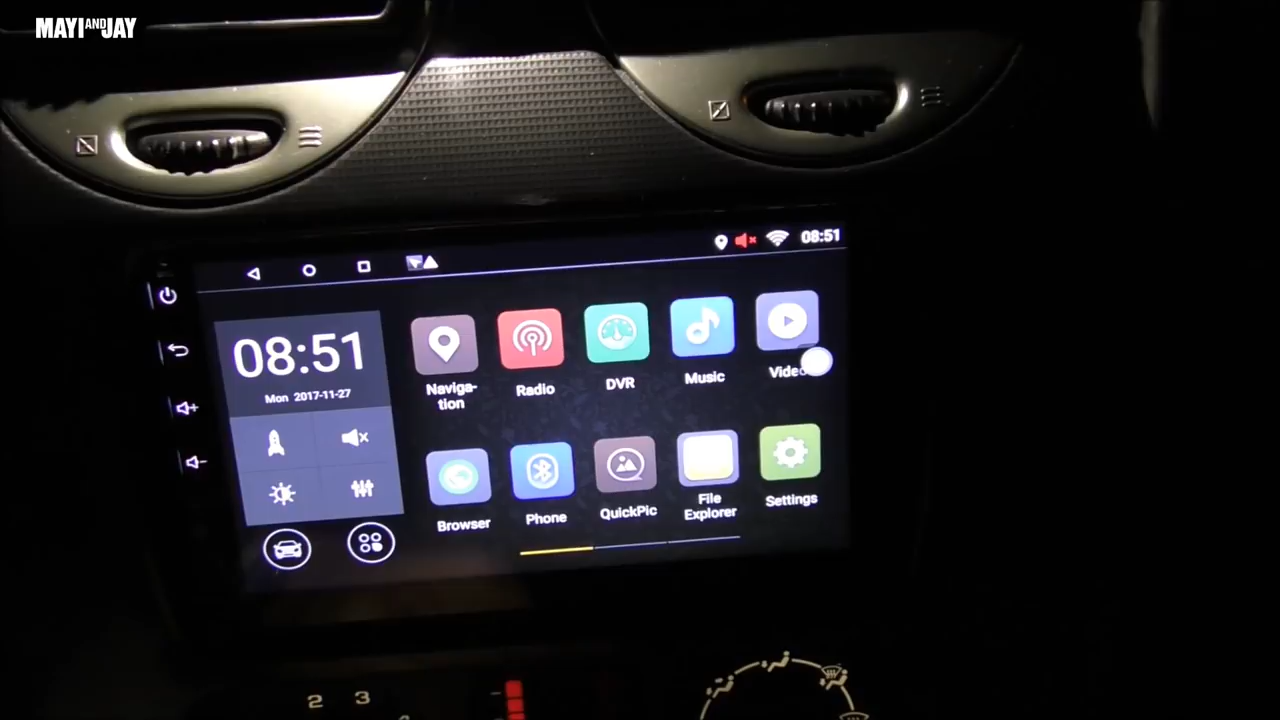 MAYI AND JAY
08:51
08:51
Mon 2017-11-27
Naviga-
tion
Radio
DVR
Music
Video
Browser
Phone
QuickPic
File
Explorer
Settings
2 3